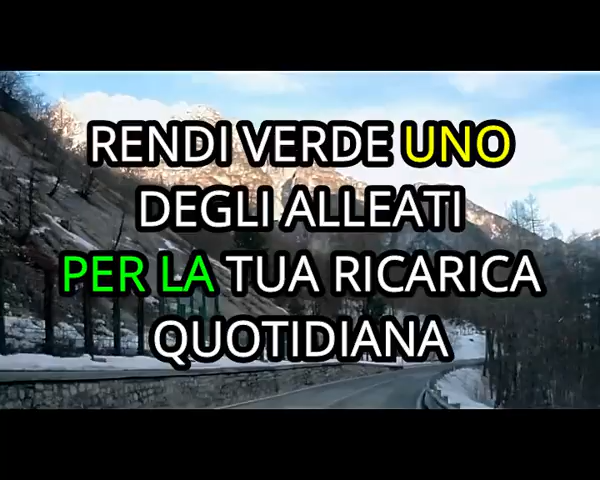 RENDI VERDE UNO
DEGLI ALLEATI
PER LA TUA RICARICA
QUOTIDIANA